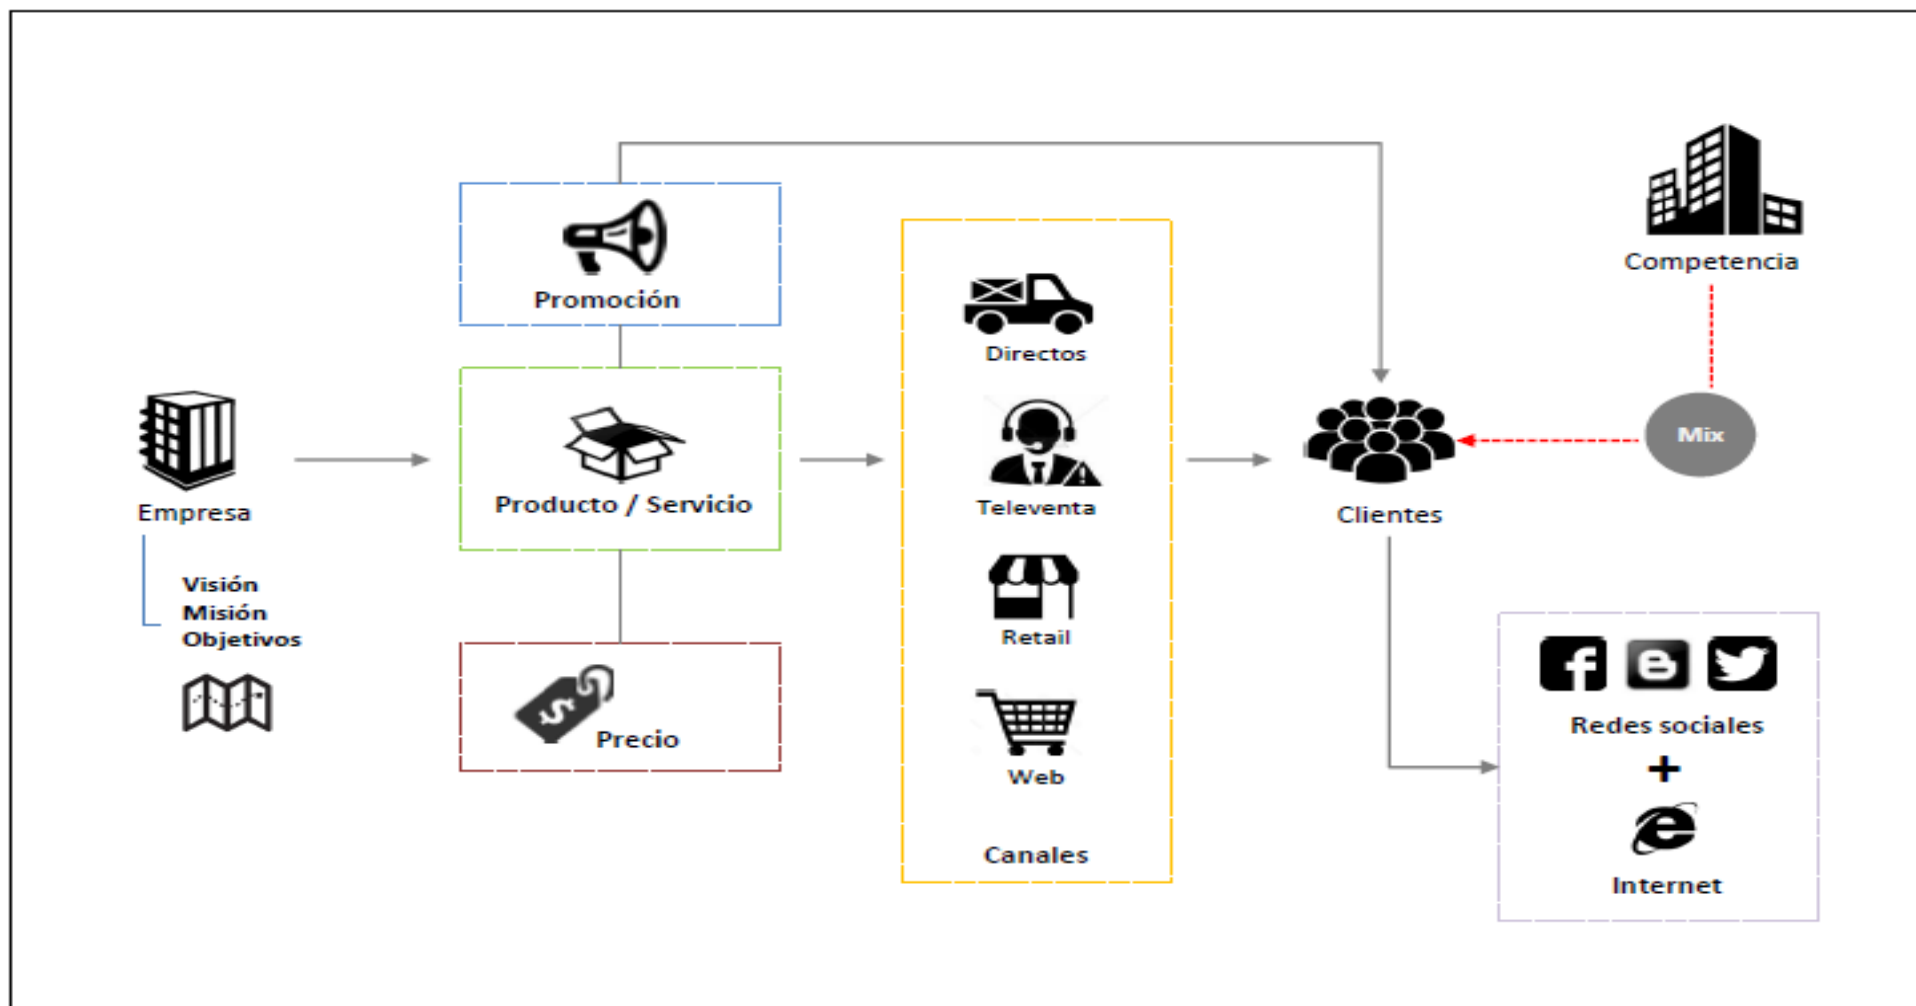 Promoción
Competencia
Directos
Mix
Empresa
Producto / Servicio
Televenta
Clientes
Visión
Misión
Objetivos
Retail
Precio
Redes sociales
+
Web
Canales
Internet